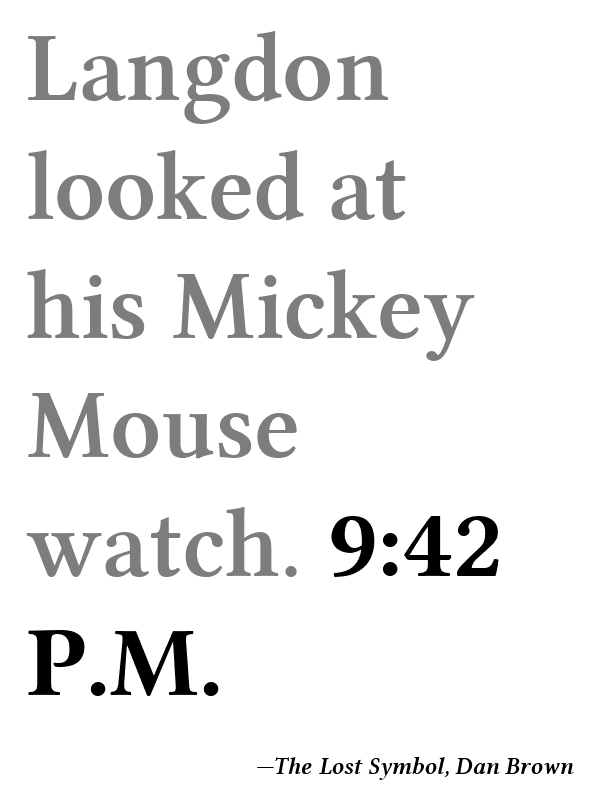 Langdon
looked at
his Mickey
Mouse
watch. 9:42
P.M.
—The Lost Symbol, Dan Brown